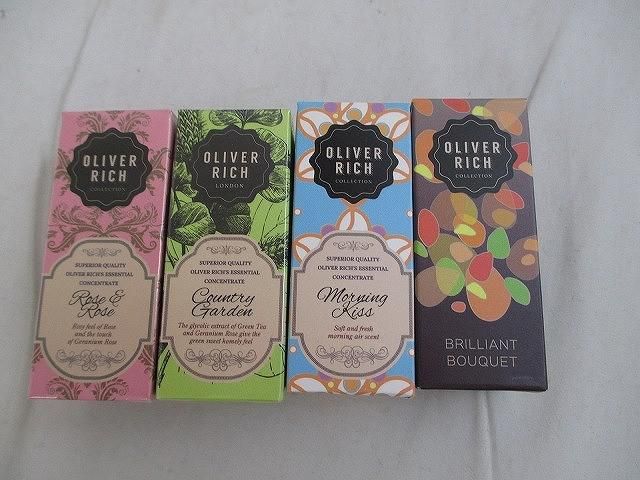 OLIVER
RICH
COLLECTION
SUPERIOR QUALITY
OLIVER RICH'S ESSENTIAL
CONCENTRATE
Rose &
Rose
Rosy feel of Rose
and the touch
of Geranium Rose
OLIVER
RICH
LONDON
SUPERIOR QUALITY
OLIVER RICH'S ESSENTIAL
CONCENTRATE
Country
Garden
The glycolic extract of Green Tea
and Geranium Rose give the
green sweet homely feel
OLIVER
RICH
COLLECTION
SUPERIOR QUALITY
OLIVER RICH'S ESSENTIAL
CONCENTRATE
Morning
Kiss
Soft and fresh
morning air scent
OLIVER
RICH
COLLECTION
BRILLIANT
BOUQUET